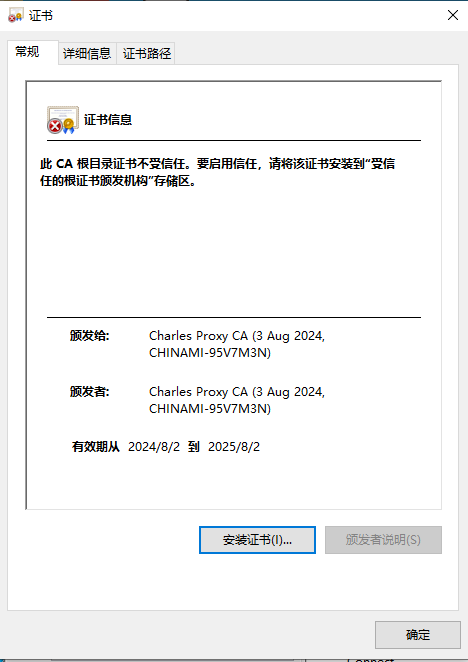 证书
常规 详细信息 证书路径
证书信息
此 CA 根目录证书不受信任。要启用信任，请将该证书安装到“受信
任的根证书颁发机构”存储区。
颁发给: Charles Proxy CA (3 Aug 2024,
CHINAMI-95V7M3N)
颁发者: Charles Proxy CA (3 Aug 2024,
CHINAMI-95V7M3N)
有效期从 2024/8/2 到 2025/8/2
安装证书(I)... 颁发者说明(S)
确定